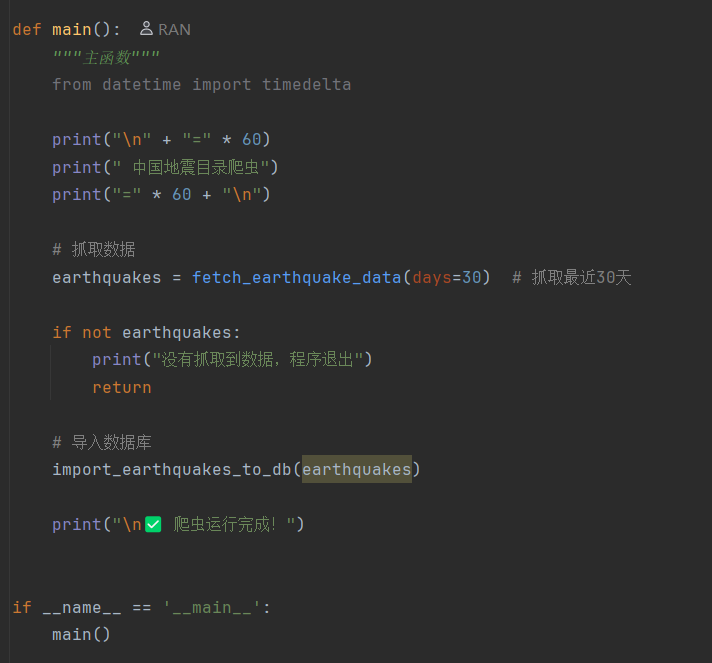 def main():  RAN
    """主函数"""
    from datetime import timedelta

    print("\n" + "=" * 60)
    print(" 中国地震目录爬虫")
    print("=" * 60 + "\n")

    # 抓取数据
    earthquakes = fetch_earthquake_data(days=30)  # 抓取最近30天

    if not earthquakes:
        print("没有抓取到数据，程序退出")
        return

    # 导入数据库
    import_earthquakes_to_db(earthquakes)

    print("\n✅ 爬虫运行完成！")


if __name__ == '__main__':
    main()